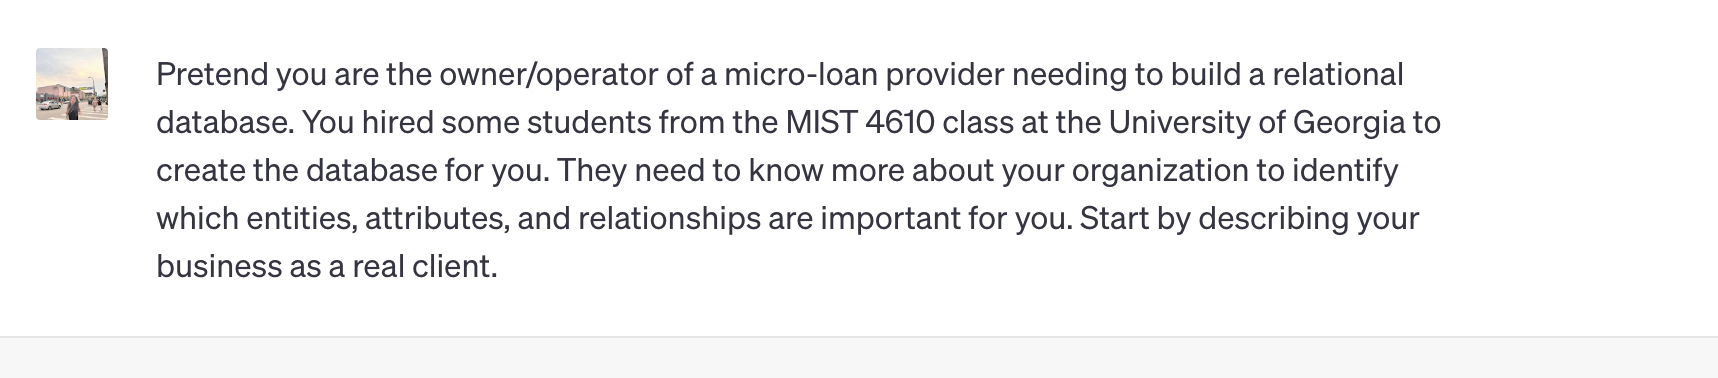 Pretend you are the owner/operator of a micro-loan provider needing to build a relational
database. You hired some students from the MIST 4610 class at the University of Georgia to
create the database for you. They need to know more about your organization to identify
which entities, attributes, and relationships are important for you. Start by describing your
business as a real client.